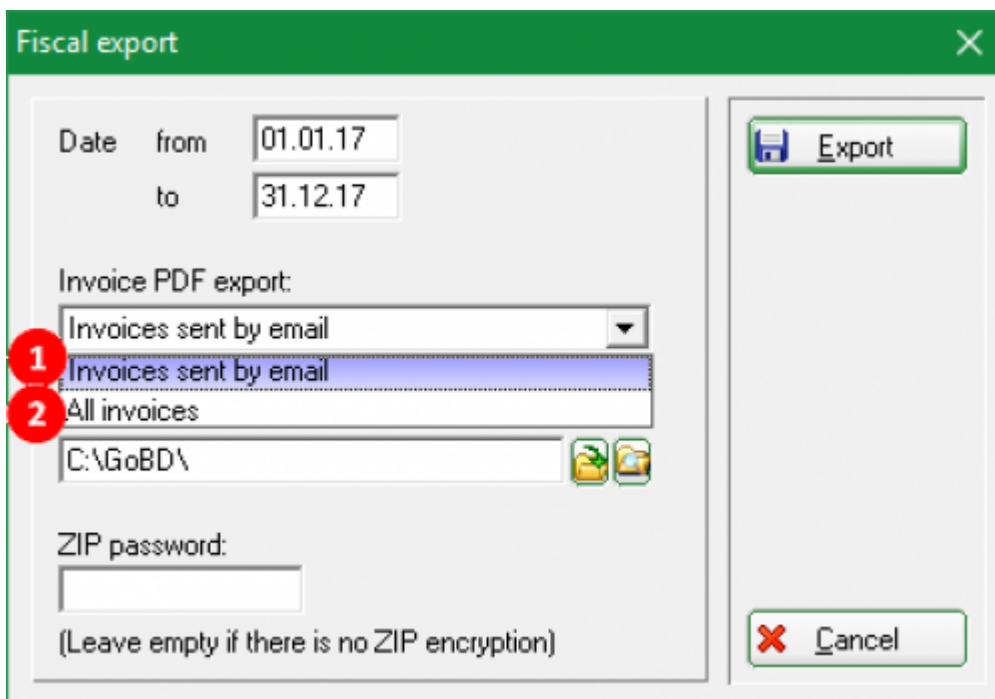 Fiscal export
Date from 01.01.17
to 31.12.17
Invoice PDF export:
Invoices sent by email
1 Invoices sent by email
2 All invoices
C:\GoBD\
ZIP password:
(Leave empty if there is no ZIP encryption)
Export
Cancel